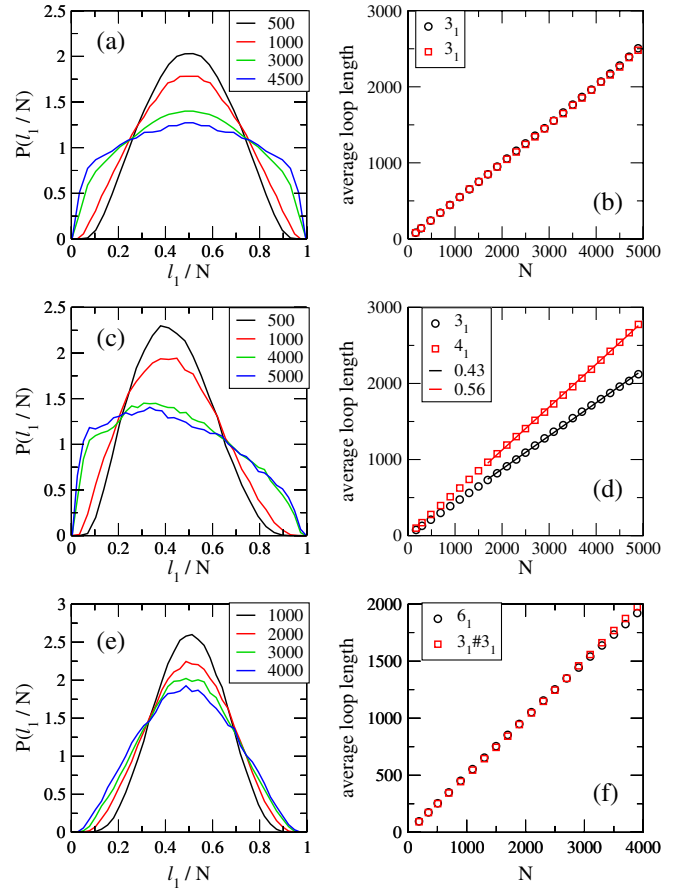 (a)
500
1000
3000
4500
P(l₁ / N)
2.5
2
1.5
1
0.5
0
0 0.2 0.4 0.6 0.8 1
l₁ / N
(b)
3₁
3₁
average loop length
3000
2000
1000
0
0 1000 2000 3000 4000 5000
N
(c)
500
1000
4000
5000
P(l₁ / N)
2.5
2
1.5
1
0.5
0
0 0.2 0.4 0.6 0.8 1
l₁ / N
(d)
3₁
4₁
0.43
0.56
average loop length
3000
2000
1000
0
0 1000 2000 3000 4000 5000
N
(e)
1000
2000
3000
4000
P(l₁ / N)
3
2.5
2
1.5
1
0.5
0
0 0.2 0.4 0.6 0.8 1
l₁ / N
(f)
6₁
3₁#3₁
average loop length
2000
1500
1000
500
0
0 1000 2000 3000 4000
N